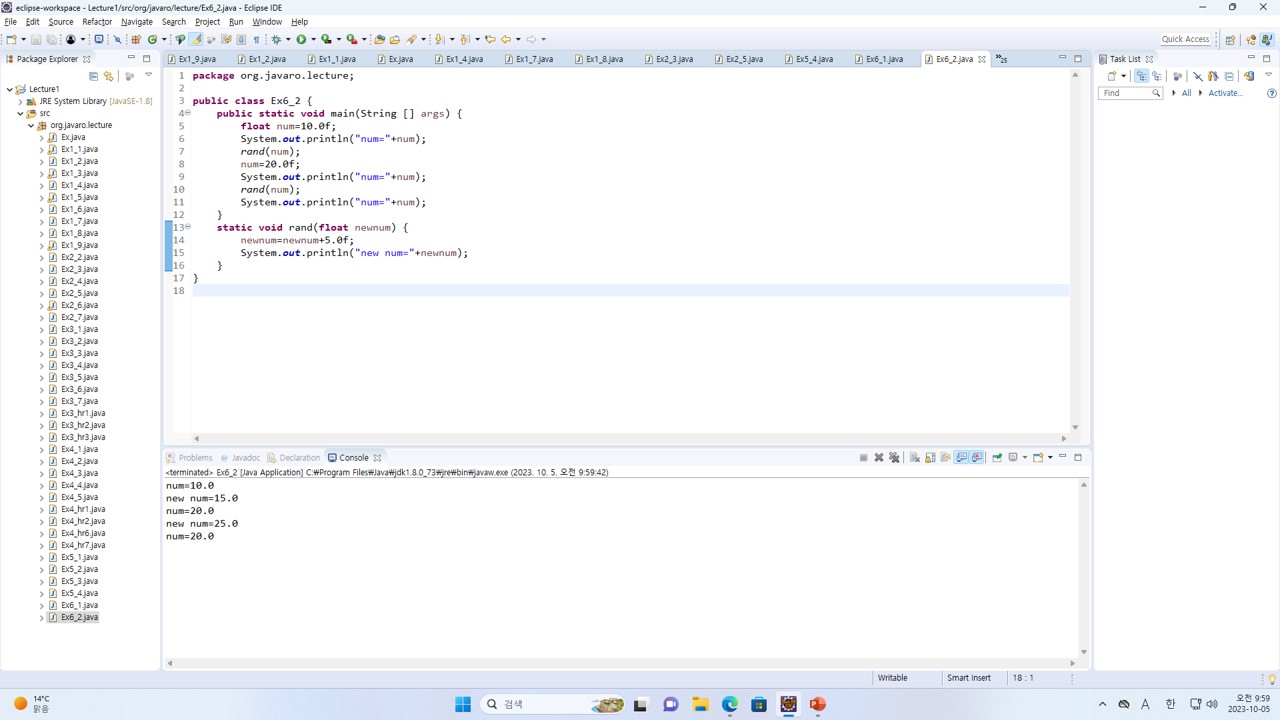 eclipse-workspace - Lecture1/src/org/javaro/lecture/Ex6_2.java - Eclipse IDE
File Edit Source Refactor Navigate Search Project Run Window Help
Quick Access
Package Explorer
Ex1_9.java Ex1_2.java Ex1_1.java Ex.java Ex1_4.java Ex1_7.java Ex1_8.java Ex2_3.java Ex2_5.java Ex5_4.java Ex6_1.java Ex6_2.java »25
Task List
Find All Activate...
Lecture1
JRE System Library [JavaSE-1.8]
src
org.javaro.lecture
Ex.java
Ex1_1.java
Ex1_2.java
Ex1_3.java
Ex1_4.java
Ex1_5.java
Ex1_6.java
Ex1_7.java
Ex1_8.java
Ex1_9.java
Ex2_2.java
Ex2_3.java
Ex2_4.java
Ex2_5.java
Ex2_6.java
Ex2_7.java
Ex3_1.java
Ex3_2.java
Ex3_3.java
Ex3_4.java
Ex3_5.java
Ex3_6.java
Ex3_7.java
Ex3_hr1.java
Ex3_hr2.java
Ex3_hr3.java
Ex4_1.java
Ex4_2.java
Ex4_3.java
Ex4_4.java
Ex4_5.java
Ex4_hr1.java
Ex4_hr2.java
Ex4_hr6.java
Ex4_hr7.java
Ex5_1.java
Ex5_2.java
Ex5_3.java
Ex5_4.java
Ex6_1.java
Ex6_2.java
1 package org.javaro.lecture;
2
3 public class Ex6_2 {
4 public static void main(String [] args) {
5 float num=10.0f;
6 System.out.println("num="+num);
7 rand(num);
8 num=20.0f;
9 System.out.println("num="+num);
10 rand(num);
11 System.out.println("num="+num);
12 }
13 static void rand(float newnum) {
14 newnum=newnum+5.0f;
15 System.out.println("new num="+newnum);
16 }
17 }
18
Problems Javadoc Declaration Console
<terminated> Ex6_2 [Java Application] C:₩Program Files₩Java₩jdk1.8.0_73₩jre₩bin₩javaw.exe (2023. 10. 5. 오전 9:59:42)
num=10.0
new num=15.0
num=20.0
new num=25.0
num=20.0
Writable Smart Insert 18 : 1
14°C
맑음
검색
A 한
오전 9:59
2023-10-05